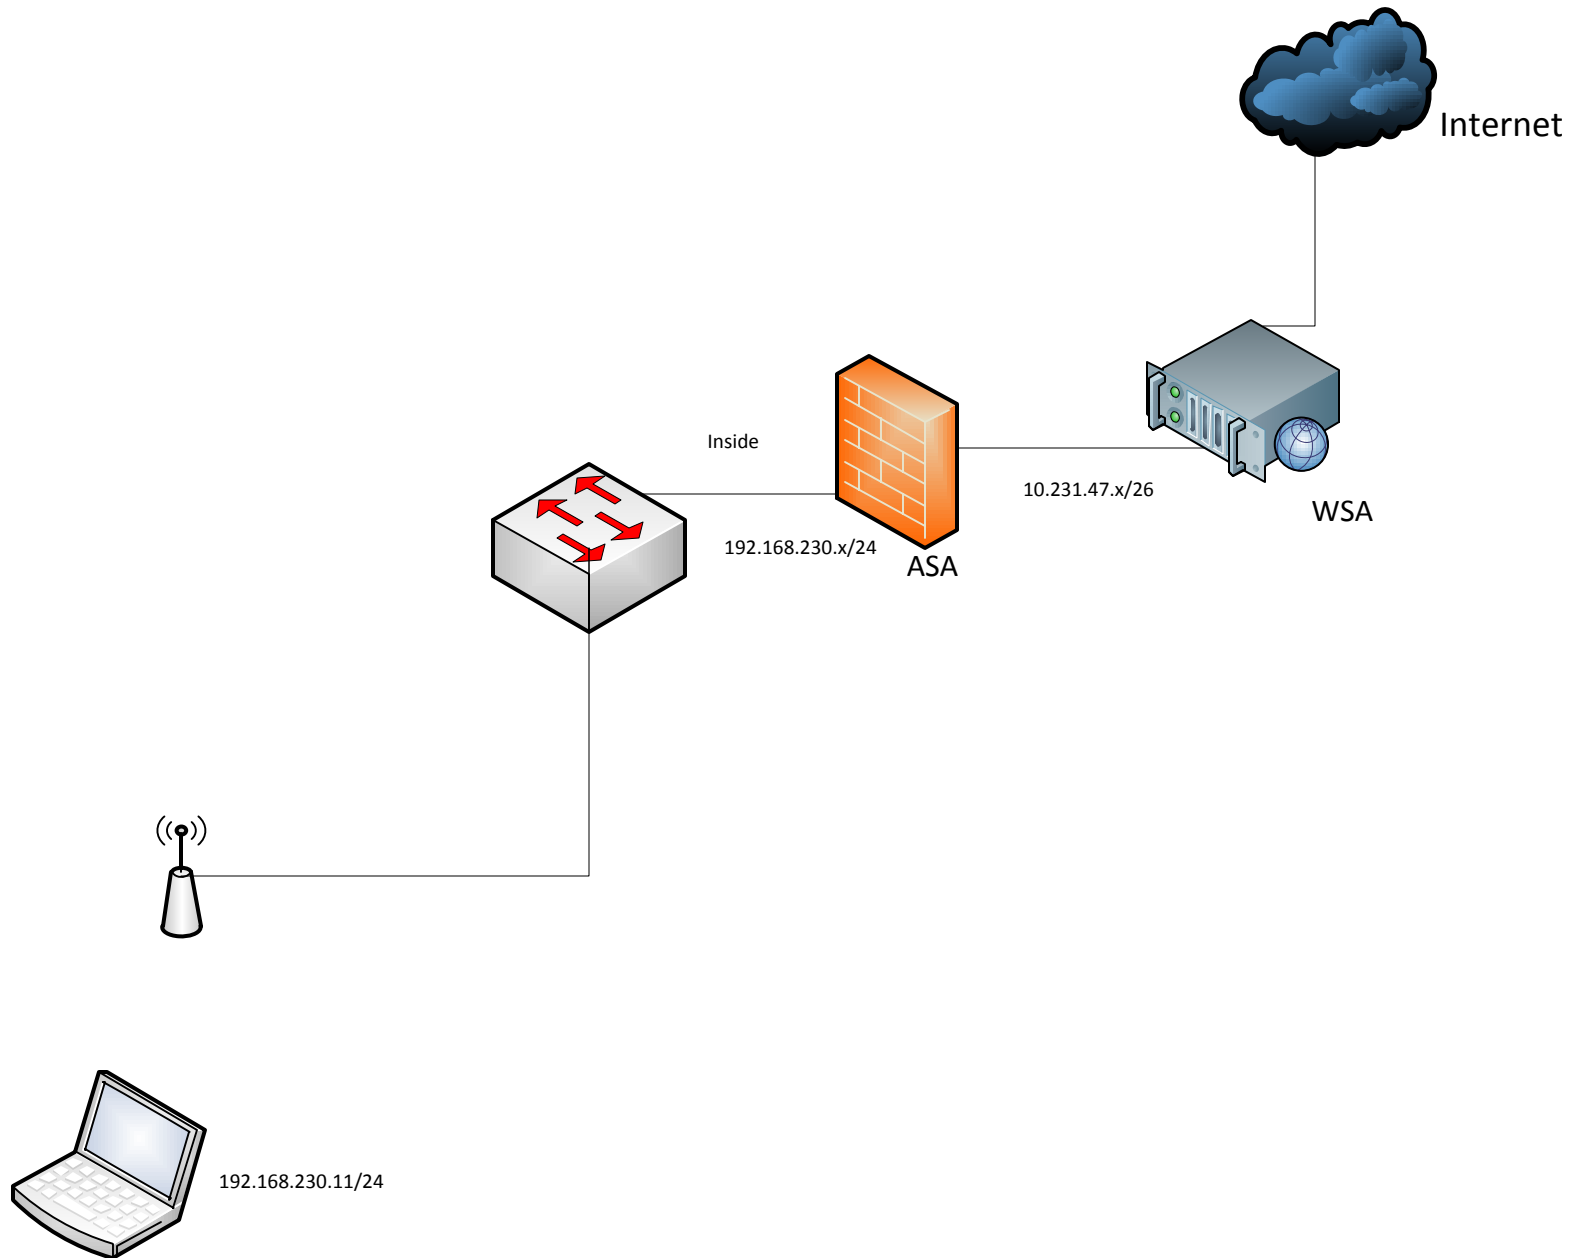 Internet
Inside
10.231.47.x/26
WSA
192.168.230.x/24
ASA
192.168.230.11/24